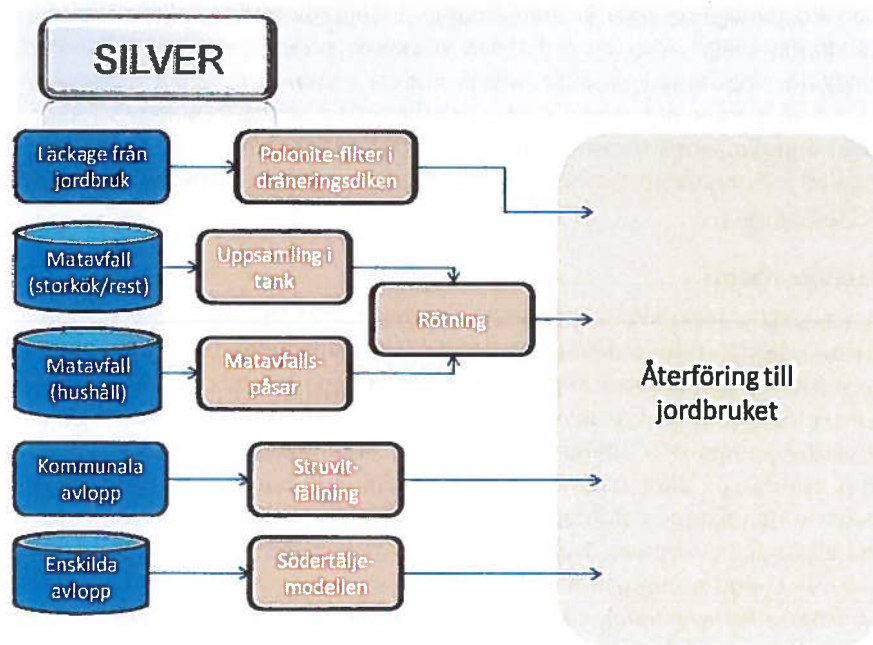 SILVER
Läckage från
jordbruk
Polonite-filter i
dräneringsdiken
Matavfall
(storkök/rest)
Uppsamling i
tank
Rötning
Matavfall
(hushåll)
Matavfalls-
påsar
Återföring till
jordbruket
Kommunala
avlopp
Struvit-
fällning
Enskilda
avlopp
Södertälje-
modellen